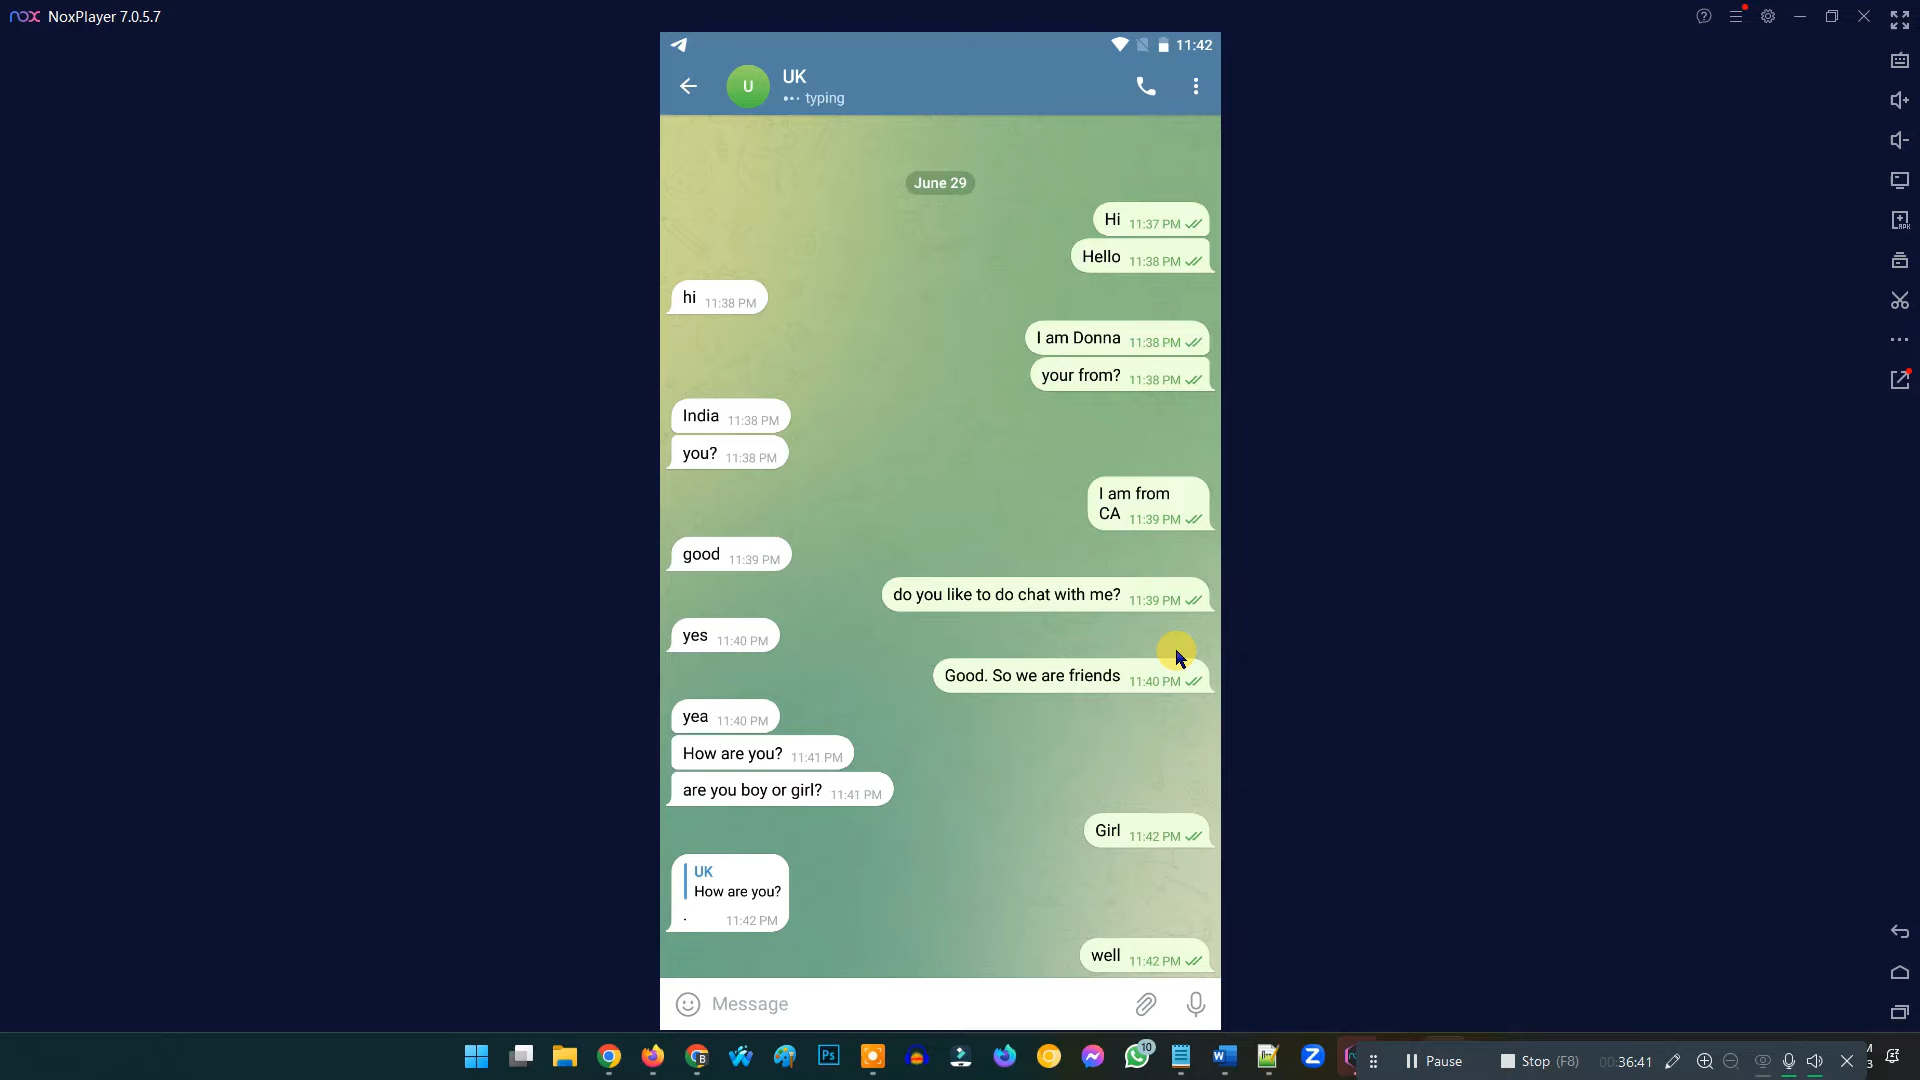 nox NoxPlayer 7.0.5.7
11:42
U UK
typing
June 29
Hi 11:37 PM
Hello 11:38 PM
hi 11:38 PM
I am Donna 11:38 PM
your from? 11:38 PM
India 11:38 PM
you? 11:38 PM
I am from
CA 11:39 PM
good 11:39 PM
do you like to do chat with me? 11:39 PM
yes 11:40 PM
Good. So we are friends 11:40 PM
yea 11:40 PM
How are you? 11:41 PM
are you boy or girl? 11:41 PM
Girl 11:42 PM
UK
How are you?
. 11:42 PM
well 11:42 PM
Message
Ps
10
Pause
Stop (F8)
00:36:41